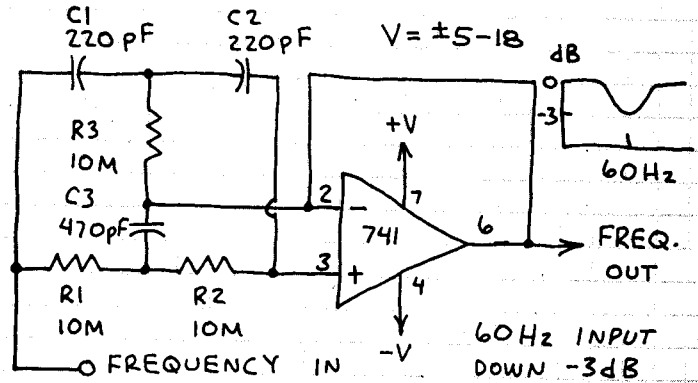 C1
220 pF
C2
220 pF
V = ±5-18
dB
0
-3
60Hz
R3
10M
C3
470pF
+V
2
-
7
741
6
3
+
4
-V
FREQ.
OUT
R1
10M
R2
10M
60Hz INPUT
DOWN -3dB
FREQUENCY IN